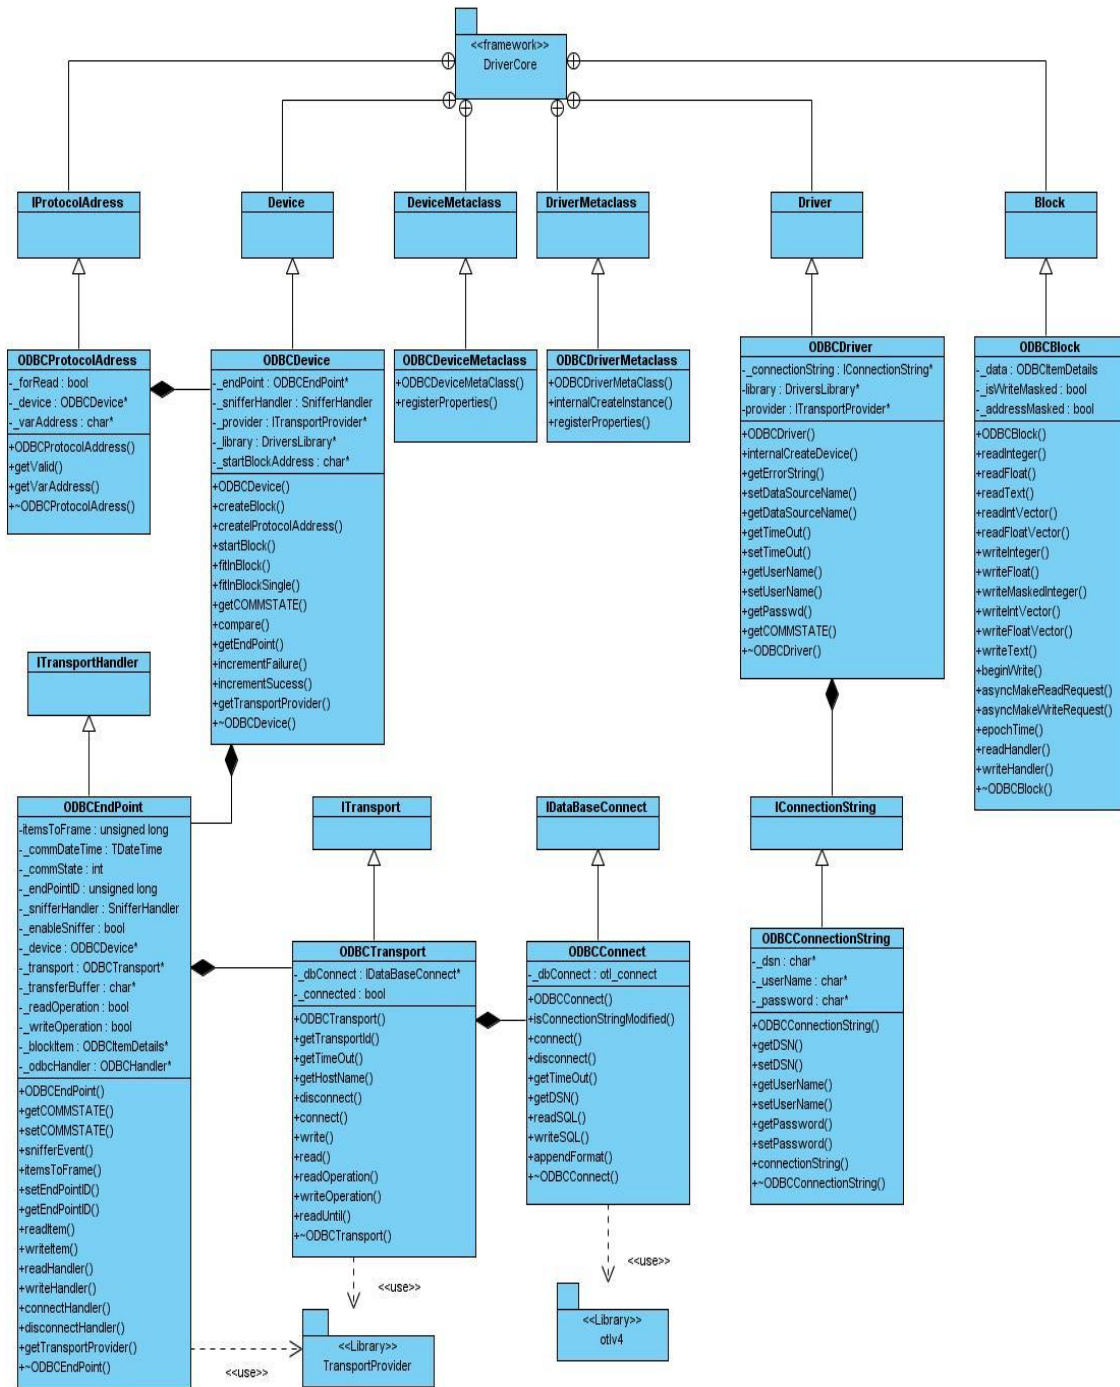 <<framework>>
DriverCore
IProtocolAdress
Device
DeviceMetaclass
DriverMetaclass
Driver
Block
ODBCProtocolAdress
-_forRead : bool
-_device : ODBCDevice*
-_varAddress : char*
+ODBCProtocolAddress()
+getValid()
+getVarAddress()
+~ODBCProtocolAddress()
ODBCDevice
-_endPoint : ODBCEndPoint*
-_snifferHandler : SnifferHandler
-_provider : ITransportProvider*
-_library : DriversLibrary*
-_startBlockAddress : char*
+ODBCDevice()
+createBlock()
+createIProtocolAddress()
+startBlock()
+fitInBlock()
+fitInBlockSingle()
+getCOMMSTATE()
+compare()
+getEndPoint()
+incrementFailure()
+incrementSucess()
+getTransportProvider()
+~ODBCDevice()
ODBCDeviceMetaclass
+ODBCDeviceMetaClass()
+registerProperties()
ODBCDriverMetaclass
+ODBCDriverMetaClass()
+internalCreateInstance()
+registerProperties()
ODBCDriver
-_connectionString : IConnectionString*
-library : DriversLibrary*
-provider : ITransportProvider*
+ODBCDriver()
+internalCreateDevice()
+getErrorString()
+setDataSourceName()
+getDataSourceName()
+getTimeOut()
+setTimeOut()
+getUserName()
+setUserName()
+getPasswd()
+getCOMMSTATE()
+~ODBCDriver()
ODBCBlock
-_data : ODBCItemDetails
-_isWriteMasked : bool
-_addressMasked : bool
+ODBCBlock()
+readInteger()
+readFloat()
+readText()
+readIntVector()
+readFloatVector()
+writeInteger()
+writeFloat()
+writeMaskedInteger()
+writeIntVector()
+writeFloatVector()
+writeText()
+beginWrite()
+asyncMakeReadRequest()
+asyncMakeWriteRequest()
+epochTime()
+readHandler()
+writeHandler()
+~ODBCBlock()
ITransportHandler
ODBCEndPoint
-itemsToFrame : unsigned long
-_commDateTime : TDateTime
-_commState : int
-_endPointID : unsigned long
-_snifferHandler : SnifferHandler
-_enableSniffer : bool
-_device : ODBCDevice*
-_transport : ODBCTransport*
-_transferBuffer : char*
-_readOperation : bool
-_writeOperation : bool
-_blockItem : ODBCItemDetails*
-_odbcHandler : ODBCHandler*
+ODBCEndPoint()
+getCOMMSTATE()
+setCOMMSTATE()
+snifferEvent()
+itemsToFrame()
+setEndPointID()
+getEndPointID()
+readItem()
+writeItem()
+readHandler()
+writeHandler()
+connectHandler()
+disconnectHandler()
+getTransportProvider()
+~ODBCEndPoint()
ITransport
ODBCTransport
-_dbConnect : IDataBaseConnect*
-_connected : bool
+ODBCTransport()
+getTransportId()
+getTimeOut()
+getHostName()
+disconnect()
+connect()
+write()
+read()
+readOperation()
+writeOperation()
+readUntil()
+~ODBCTransport()
IDataBaseConnect
ODBCConnect
-_dbConnect : otl_connect
+ODBCConnect()
+isConnectionStringModified()
+connect()
+disconnect()
+getTimeOut()
+getDSN()
+readSQL()
+writeSQL()
+appendFormat()
+~ODBCConnect()
IConnectionString
ODBCConnectionString
-_dsn : char*
-_userName : char*
-_password : char*
+ODBCConnectionString()
+getDSN()
+setDSN()
+getUserName()
+setUserName()
+getPassword()
+setPassword()
+connectionString()
+~ODBCConnectionString()
<<use>>
<<use>>
<<use>>
<<Library>>
TransportProvider
<<Library>>
otlv4